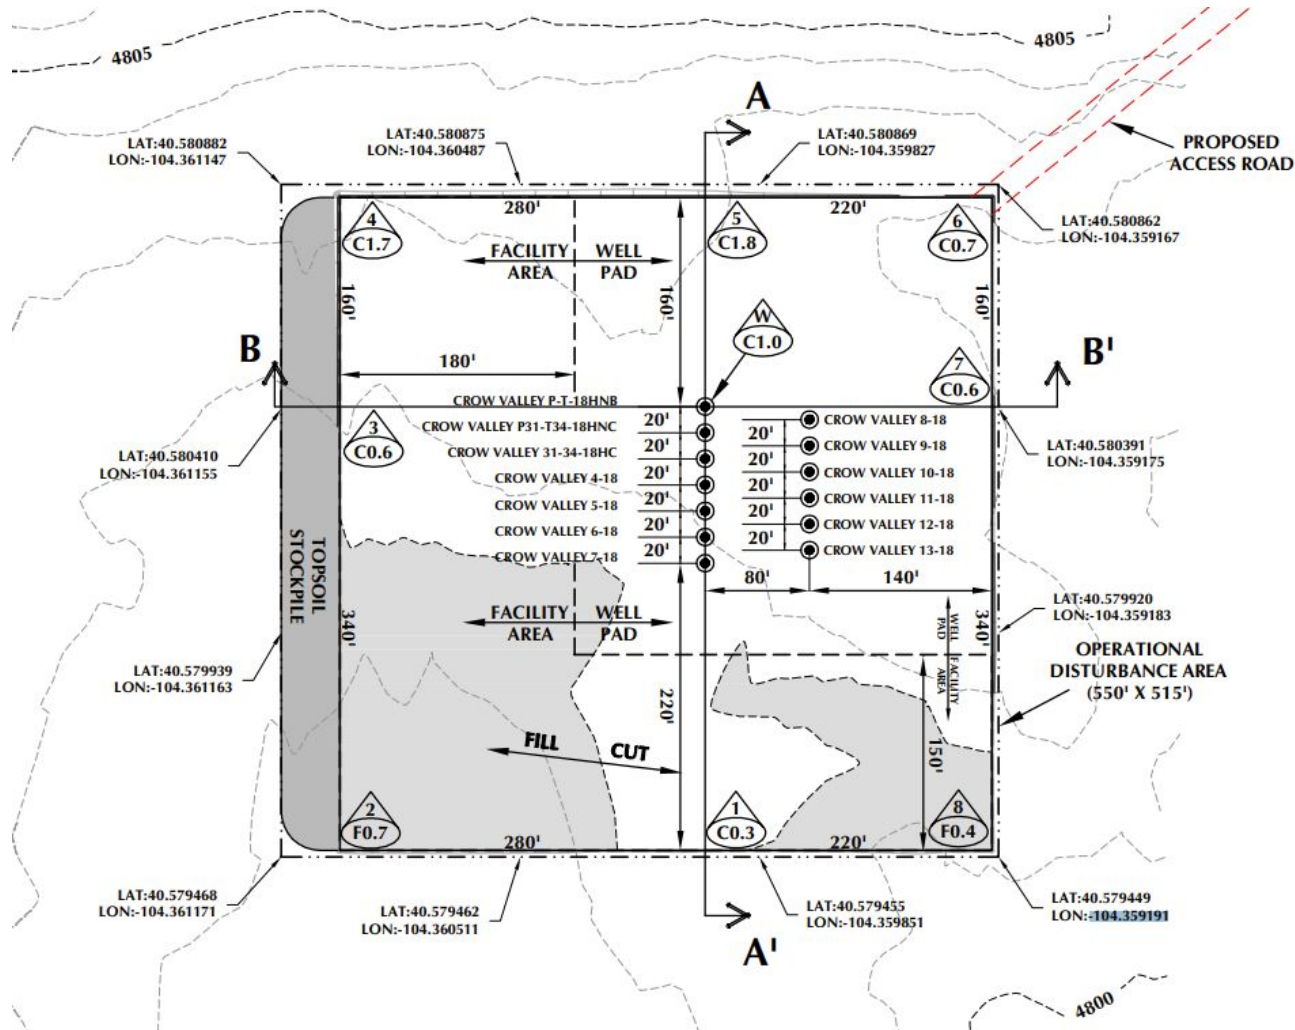 4805
4805
A
LAT:40.580882
LON:-104.361147
LAT:40.580875
LON:-104.360487
LAT:40.580869
LON:-104.359827
PROPOSED
ACCESS ROAD
LAT:40.580862
LON:-104.359167
280'
220'
4
C1.7
5
C1.8
6
C0.7
FACILITY
AREA
WELL
PAD
160'
160'
160'
W
C1.0
B
B'
180'
7
C0.6
CROW VALLEY P-T-18HNB
CROW VALLEY P31-T34-18HNC
CROW VALLEY 31-34-18HC
CROW VALLEY 4-18
CROW VALLEY 5-18
CROW VALLEY 6-18
CROW VALLEY 7-18
20'
20'
20'
20'
20'
20'
20'
20'
20'
20'
20'
CROW VALLEY 8-18
CROW VALLEY 9-18
CROW VALLEY 10-18
CROW VALLEY 11-18
CROW VALLEY 12-18
CROW VALLEY 13-18
3
C0.6
LAT:40.580410
LON:-104.361155
LAT:40.580391
LON:-104.359175
TOPSOIL
STOCKPILE
80'
140'
FACILITY
AREA
WELL
PAD
WELL
PAD
FACILITY
AREA
340'
340'
LAT:40.579920
LON:-104.359183
LAT:40.579939
LON:-104.361163
OPERATIONAL
DISTURBANCE AREA
(550' X 515')
220'
150'
FILL
CUT
2
F0.7
1
C0.3
8
F0.4
280'
220'
LAT:40.579468
LON:-104.361171
LAT:40.579462
LON:-104.360511
LAT:40.579455
LON:-104.359851
LAT:40.579449
LON:-104.359191
A'
4800